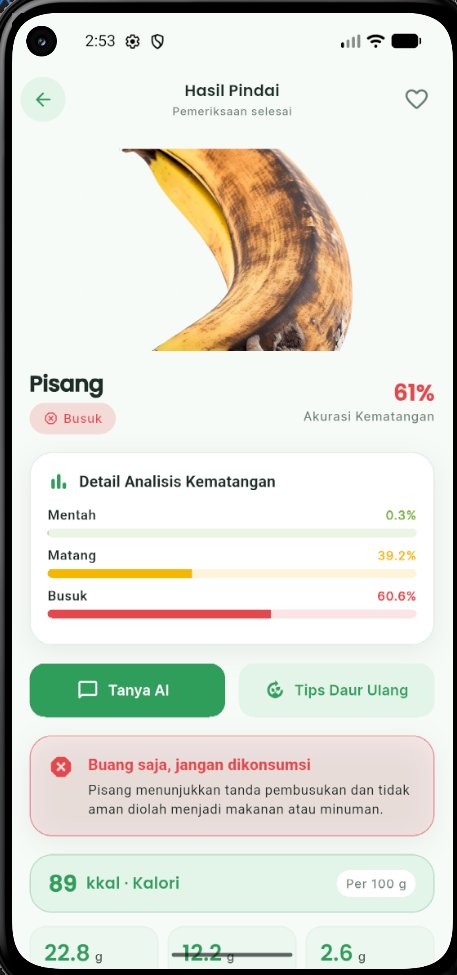 2:53
Hasil Pindai
Pemeriksaan selesai
Pisang
61%
Busuk
Akurasi Kematangan
Detail Analisis Kematangan
Mentah 0.3%
Matang 39.2%
Busuk 60.6%
Tanya AI
Tips Daur Ulang
Buang saja, jangan dikonsumsi
Pisang menunjukkan tanda pembusukan dan tidak
aman diolah menjadi makanan atau minuman.
89 kkal · Kalori
Per 100 g
22.8 g
12.2 g
2.6 g